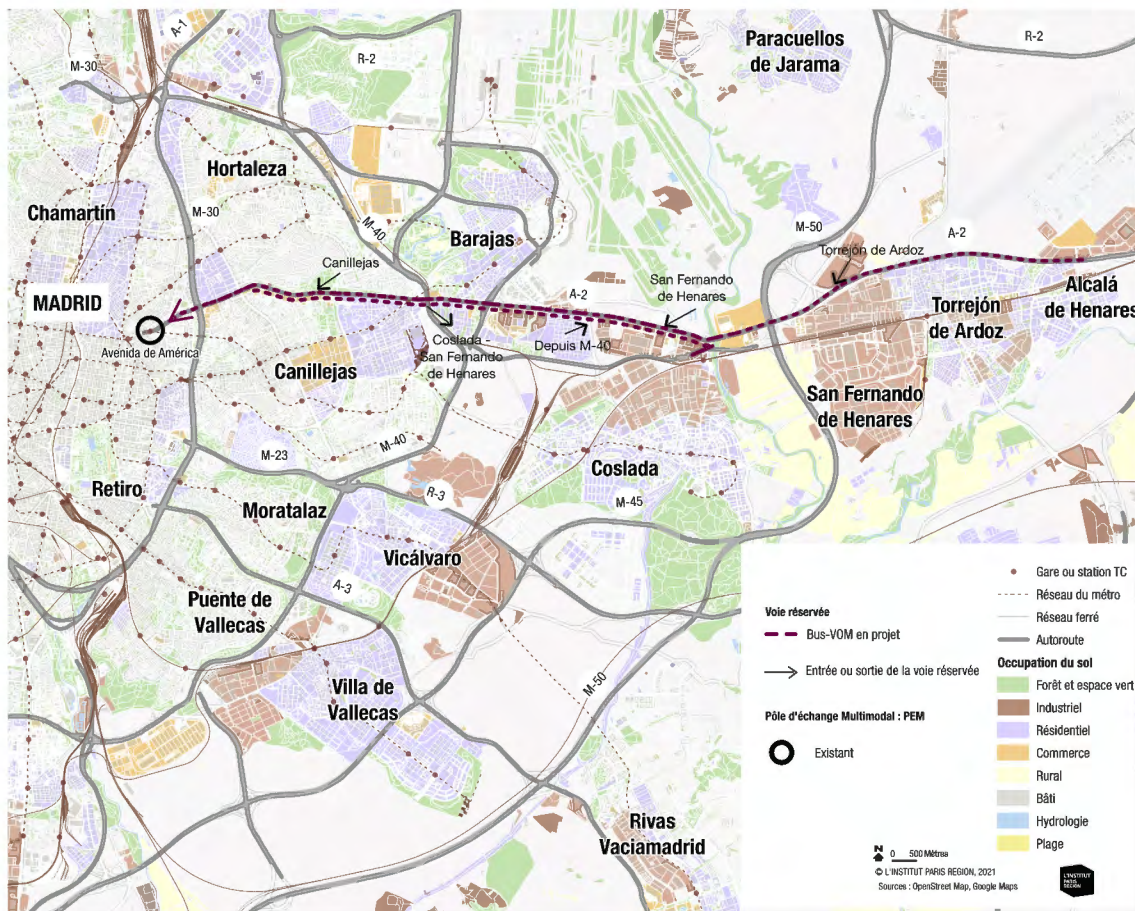 A-1
R-2
R-2
M-30
Paracuellos
de Jarama
Hortaleza
Chamartín
M-30
M-40
Barajas
M-50
A-2
Torrejón de Ardoz
Canillejas
San Fernando
de Henares
MADRID
A-2
Alcalá
de Henares
Torrejón
de Ardoz
Avenida de América
Coslada -
San Fernando
de Henares
Depuis M-40
Canillejas
San Fernando
de Henares
M-40
M-23
Coslada
Retiro
R-3
M-45
Moratalaz
Vicálvaro
A-3
Puente de
Vallecas
M-50
Villa de
Vallecas
Rivas
Vaciamadrid
Voie réservée
Bus-VOM en projet
Entrée ou sortie de la voie réservée
Pôle d'échange Multimodal : PEM
Existant
Gare ou station TC
Réseau du métro
Réseau ferré
Autoroute
Occupation du sol
Forêt et espace vert
Industriel
Résidentiel
Commerce
Rural
Bâti
Hydrologie
Plage
N
0 500 Mètres
© L'INSTITUT PARIS REGION, 2021
Sources : OpenStreet Map, Google Maps
L'INSTITUT
PARIS
REGION